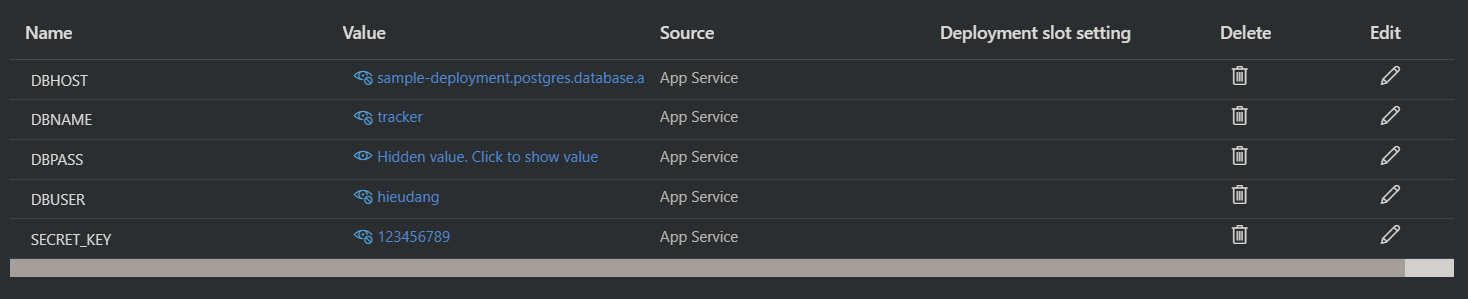 Name Value Source Deployment slot setting Delete Edit
DBHOST sample-deployment.postgres.database.a App Service
DBNAME tracker App Service
DBPASS Hidden value. Click to show value App Service
DBUSER hieudang App Service
SECRET_KEY 123456789 App Service